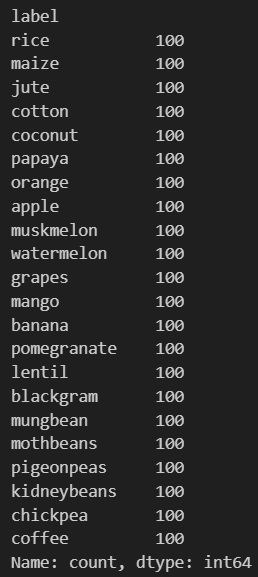 label
rice 100
maize 100
jute 100
cotton 100
coconut 100
papaya 100
orange 100
apple 100
muskmelon 100
watermelon 100
grapes 100
mango 100
banana 100
pomegranate 100
lentil 100
blackgram 100
mungbean 100
mothbeans 100
pigeonpeas 100
kidneybeans 100
chickpea 100
coffee 100
Name: count, dtype: int64